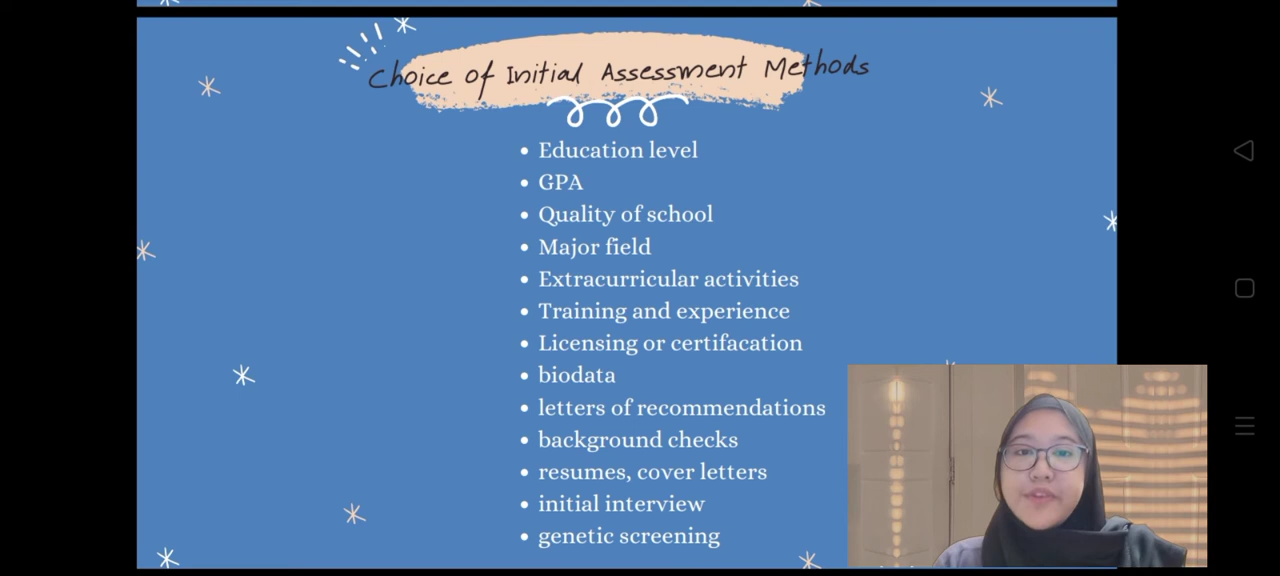 Choice of Initial Assessment Methods
• Education level
• GPA
• Quality of school
• Major field
• Extracurricular activities
• Training and experience
• Licensing or certifacation
• biodata
• letters of recommendations
• background checks
• resumes, cover letters
• initial interview
• genetic screening